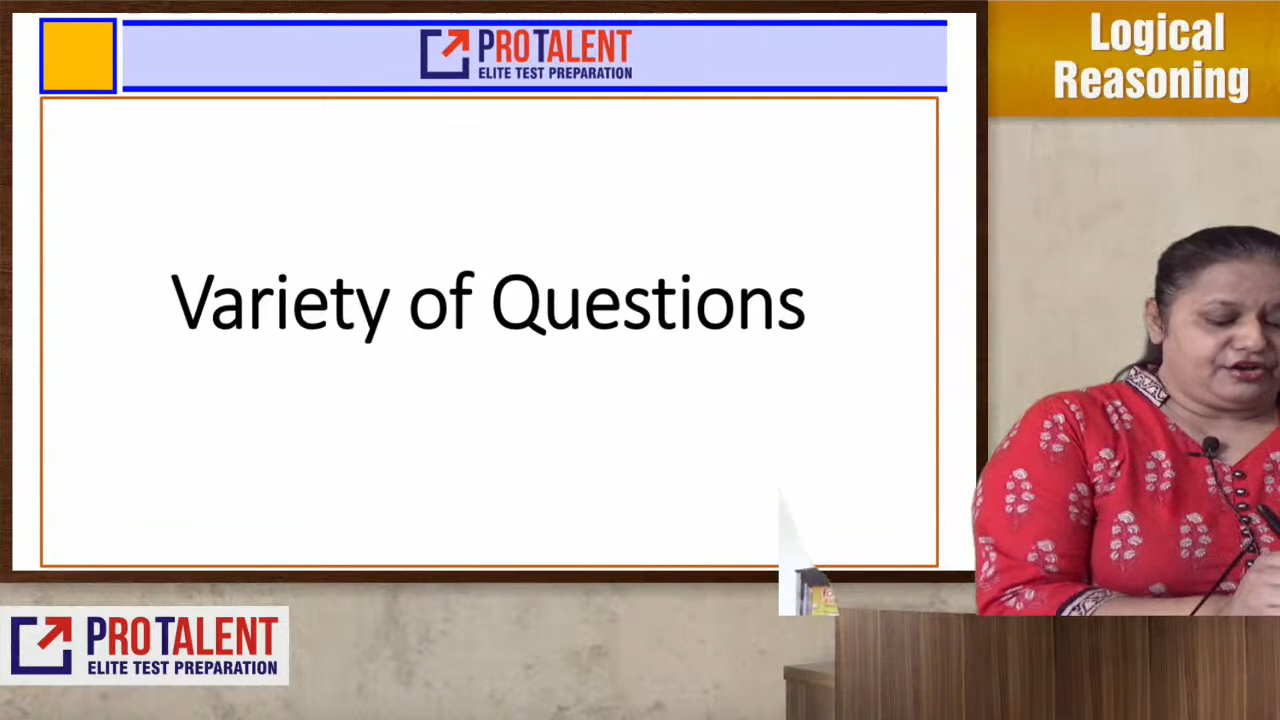 PROTALENT
ELITE TEST PREPARATION
Logical
Reasoning
Variety of Questions
PROTALENT
ELITE TEST PREPARATION